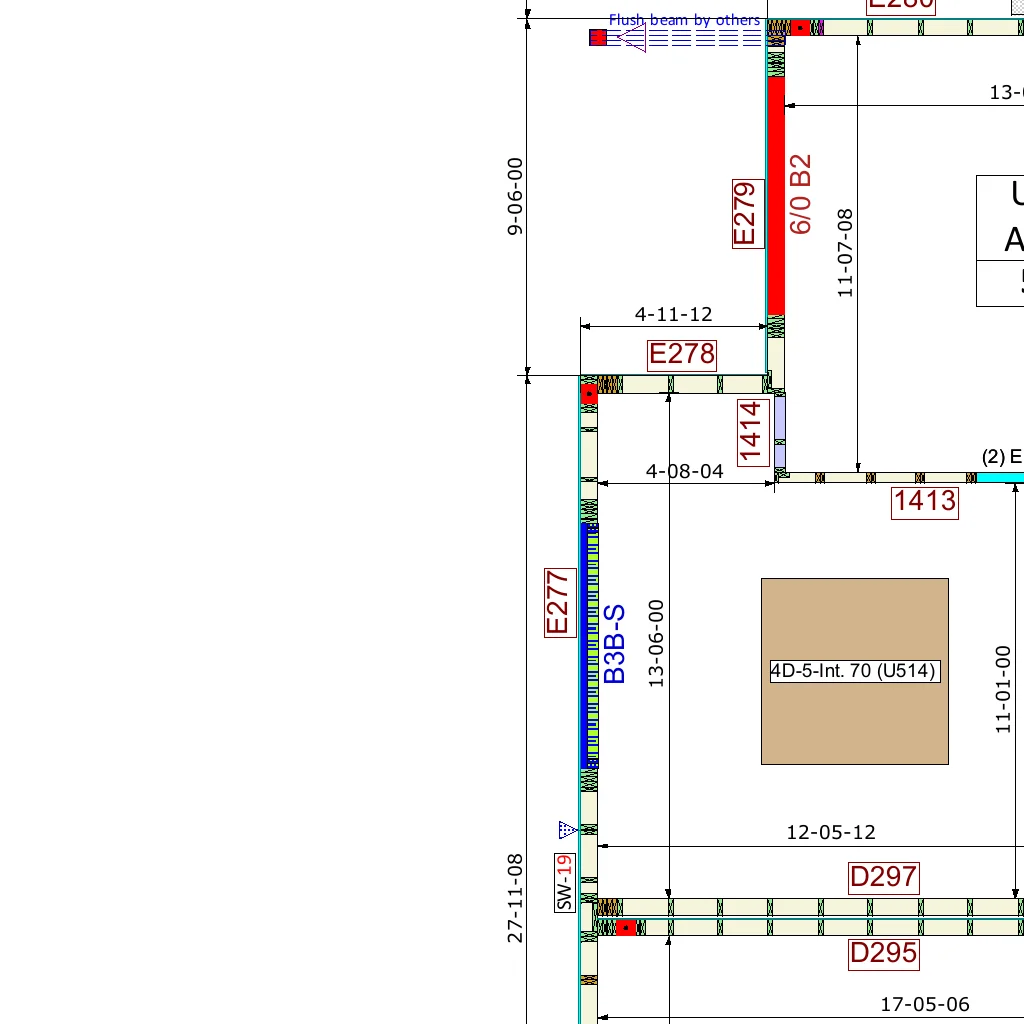 E280
Flush beam by others
13-0
6/0 B2
9-06-00
E279
11-07-08
4-11-12
E278
1414
(2) E
4-08-04
1413
E277
B3B-S
13-06-00
4D-5-Int. 70 (U514)
11-01-00
12-05-12
SW-19
27-11-08
D297
D295
17-05-06